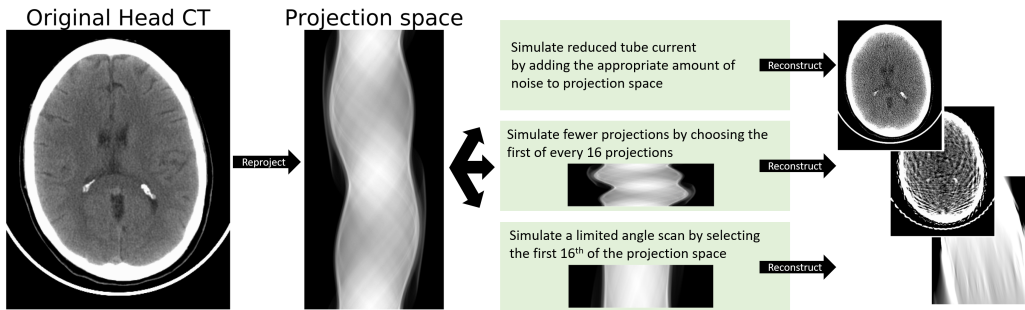 Original Head CT
Projection space
Reproject
Simulate reduced tube current
by adding the appropriate amount of
noise to projection space
Reconstruct
Simulate fewer projections by choosing the
first of every 16 projections
Reconstruct
Simulate a limited angle scan by selecting
the first 16th of the projection space
Reconstruct